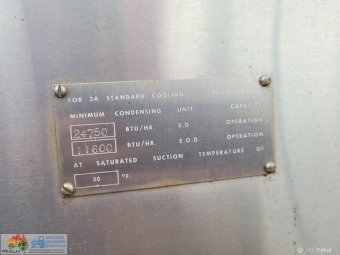 FOR 3A STANDARD COOLING REQUIREMENTS
MINIMUM CONDENSING UNIT CAPACITY
24750 BTU/HR. E.D. OPERATION
11600 BTU/HR. E.O.D. OPERATION
AT SATURATED SUCTION TEMPERATURE OF
30 °F.
REALM